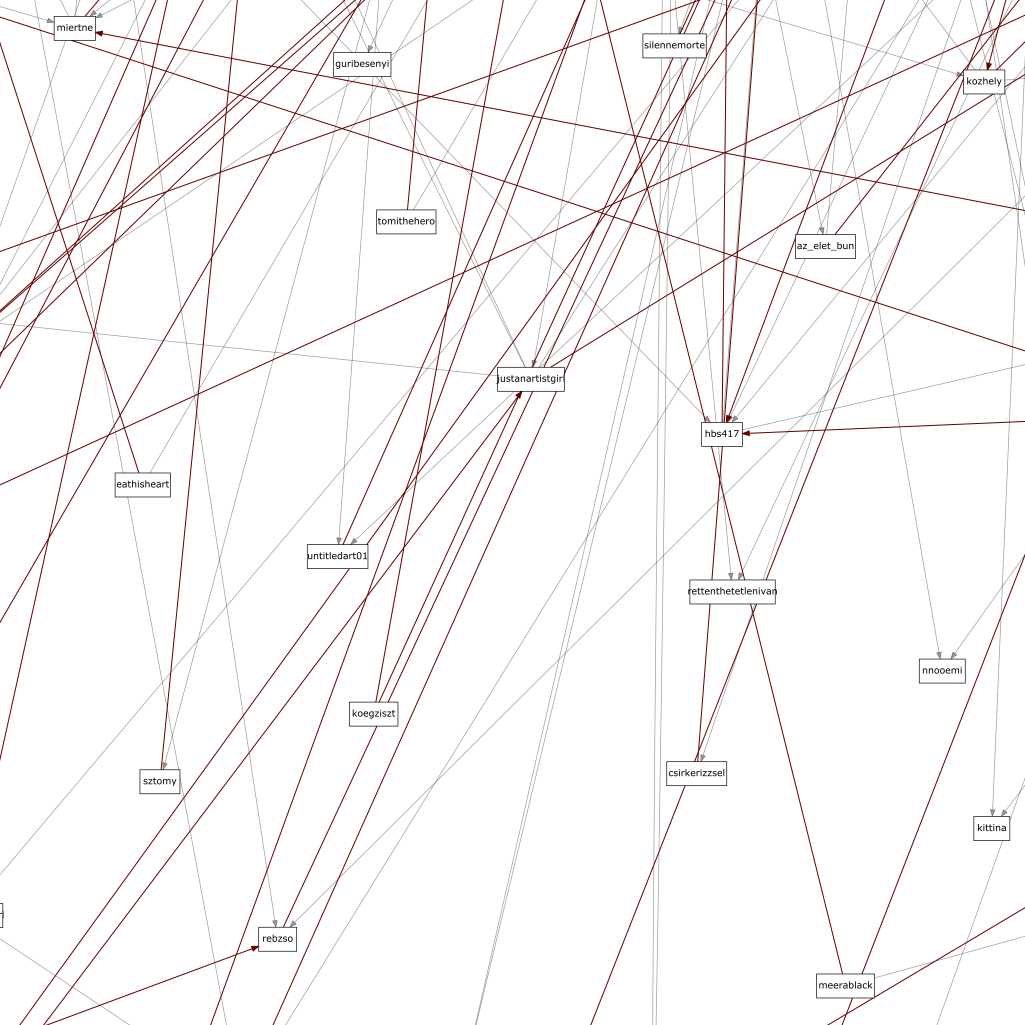 miertne
silennemorte
guribesenyi
kozhely
tomithehero
az_elet_bun
justanartistgirl
hbs417
eathisheart
untitledart01
rettenthetetlenivan
nnooemi
koegziszt
csirkerizzsel
sztomy
kittina
rebzso
meerablack